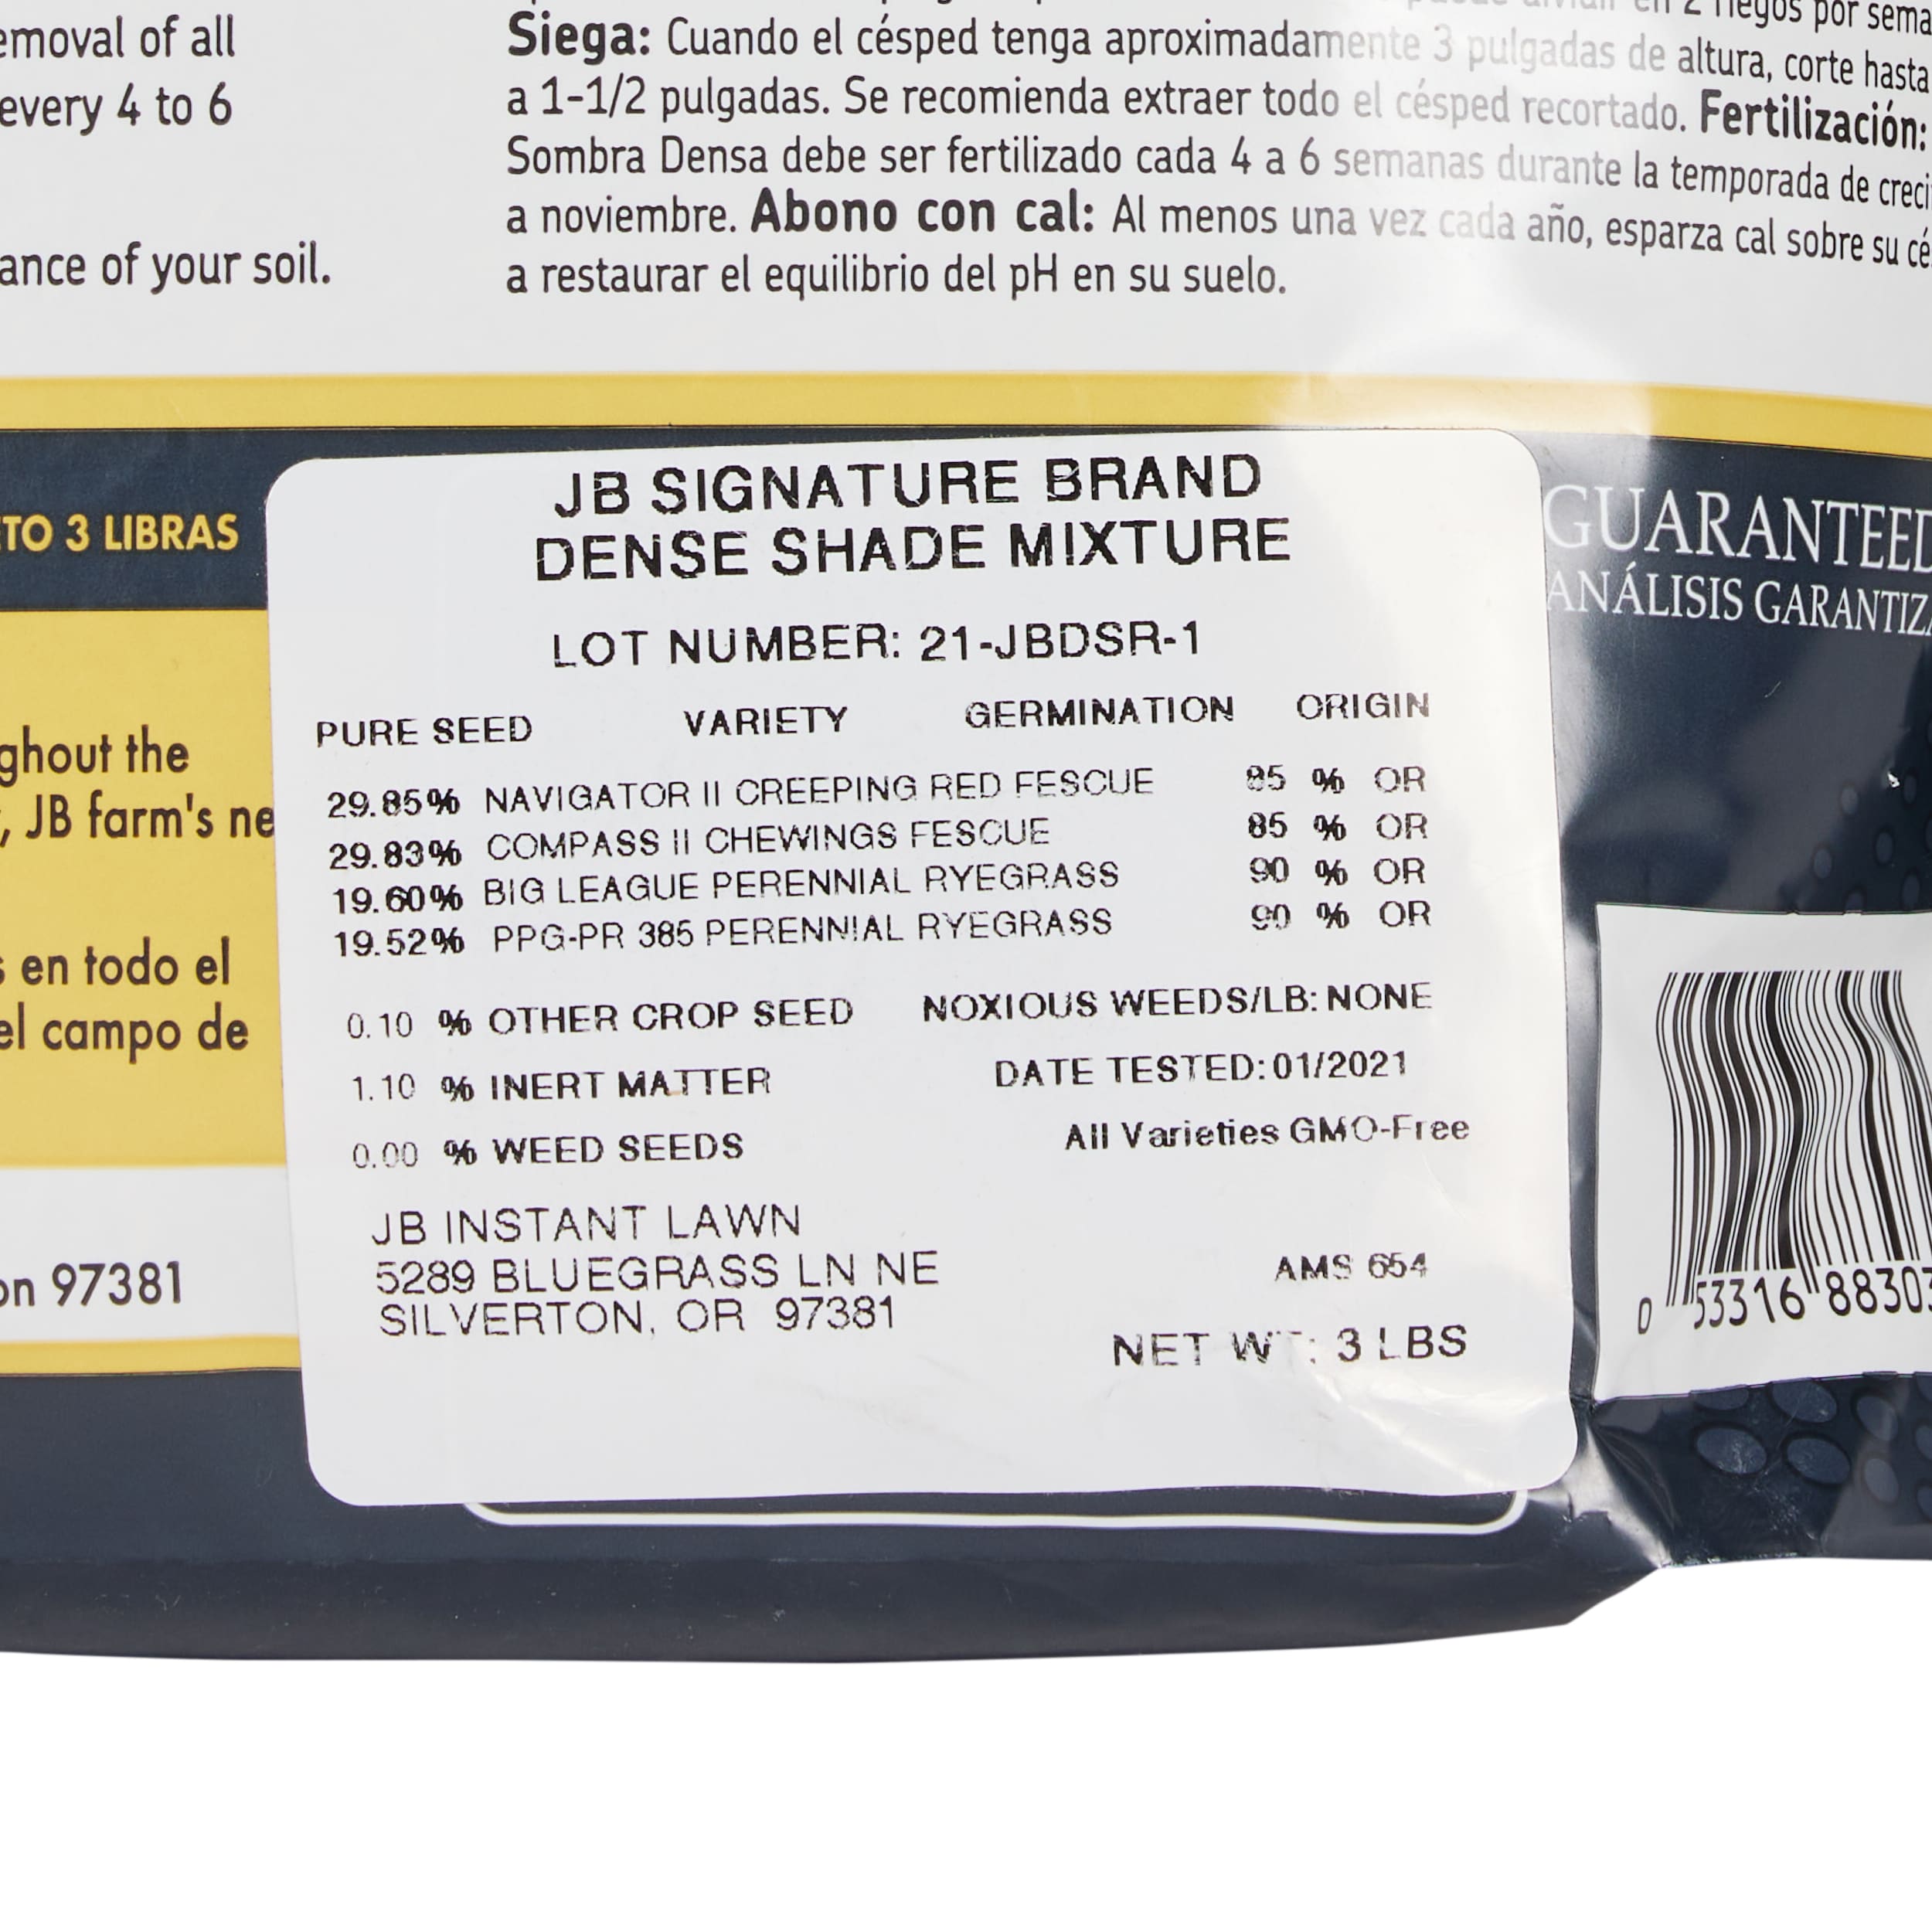 emoval of all
every 4 to 6
ance of your soil.
en 2 riegos por sema
Siega: Cuando el césped tenga aproximadamente 3 pulgadas de altura, corte hasta
a 1-1/2 pulgadas. Se recomienda extraer todo el césped recortado. Fertilización:
Sombra Densa debe ser fertilizado cada 4 a 6 semanas durante la temporada de creci
a noviembre. Abono con cal: Al menos una vez cada año, esparza cal sobre su cé
a restaurar el equilibrio del pH en su suelo.
TO 3 LIBRAS
ghout the
, JB farm's ne
s en todo el
el campo de
on 97381
JB SIGNATURE BRAND
DENSE SHADE MIXTURE
LOT NUMBER: 21-JBDSR-1
PURE SEED VARIETY GERMINATION ORIGIN
29.85% NAVIGATOR II CREEPING RED FESCUE 85 % OR
29.83% COMPASS II CHEWINGS FESCUE 85 % OR
19.60% BIG LEAGUE PERENNIAL RYEGRASS 90 % OR
19.52% PPG-PR 385 PERENNIAL RYEGRASS 90 % OR
0.10 % OTHER CROP SEED NOXIOUS WEEDS/LB: NONE
1.10 % INERT MATTER DATE TESTED: 01/2021
0.00 % WEED SEEDS All Varieties GMO-Free
JB INSTANT LAWN
5289 BLUEGRASS LN NE AMS 654
SILVERTON, OR 97381
NET WT: 3 LBS
GUARANTEED
ANÁLISIS GARANTIZA
0 53316 88303